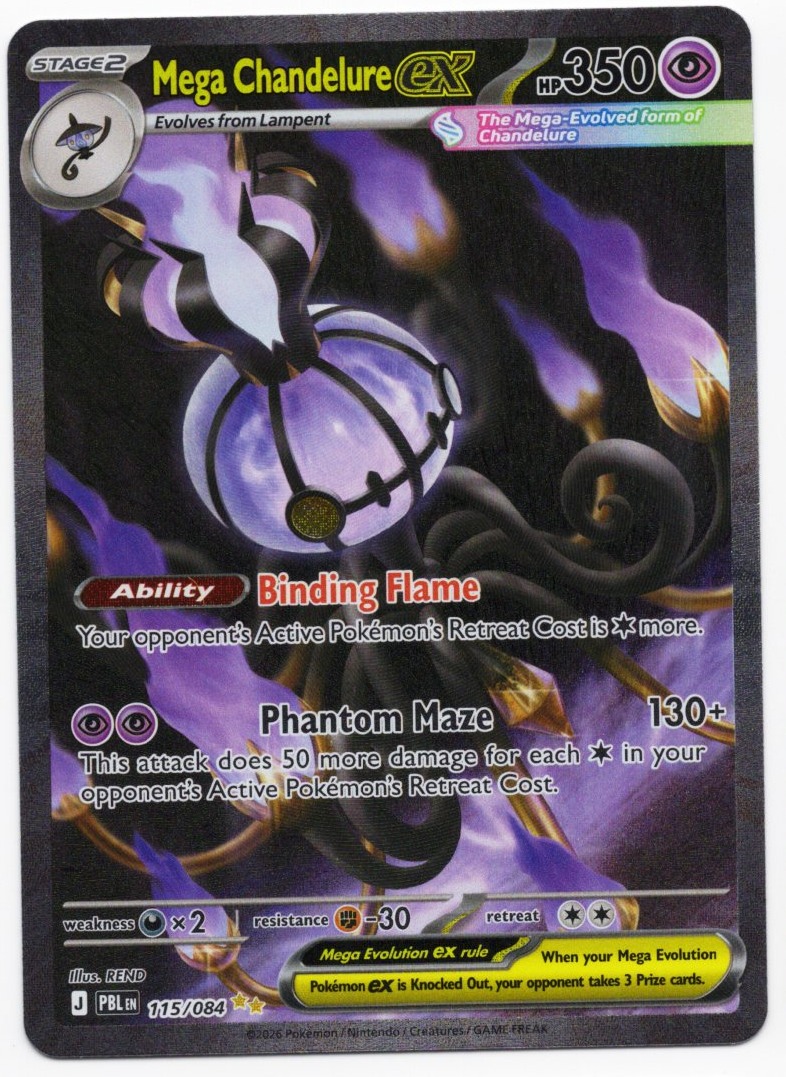 STAGE2
Mega Chandelure ex
HP350
Evolves from Lampent
The Mega-Evolved form of
Chandelure
Ability Binding Flame
Your opponent's Active Pokémon's Retreat Cost is more.
Phantom Maze 130+
This attack does 50 more damage for each in your
opponent's Active Pokémon's Retreat Cost.
weakness ×2 resistance -30 retreat
Mega Evolution ex rule When your Mega Evolution
Pokémon ex is Knocked Out, your opponent takes 3 Prize cards.
Illus. REND
J PBL EN 115/084
©2026 Pokémon / Nintendo / Creatures / GAME FREAK